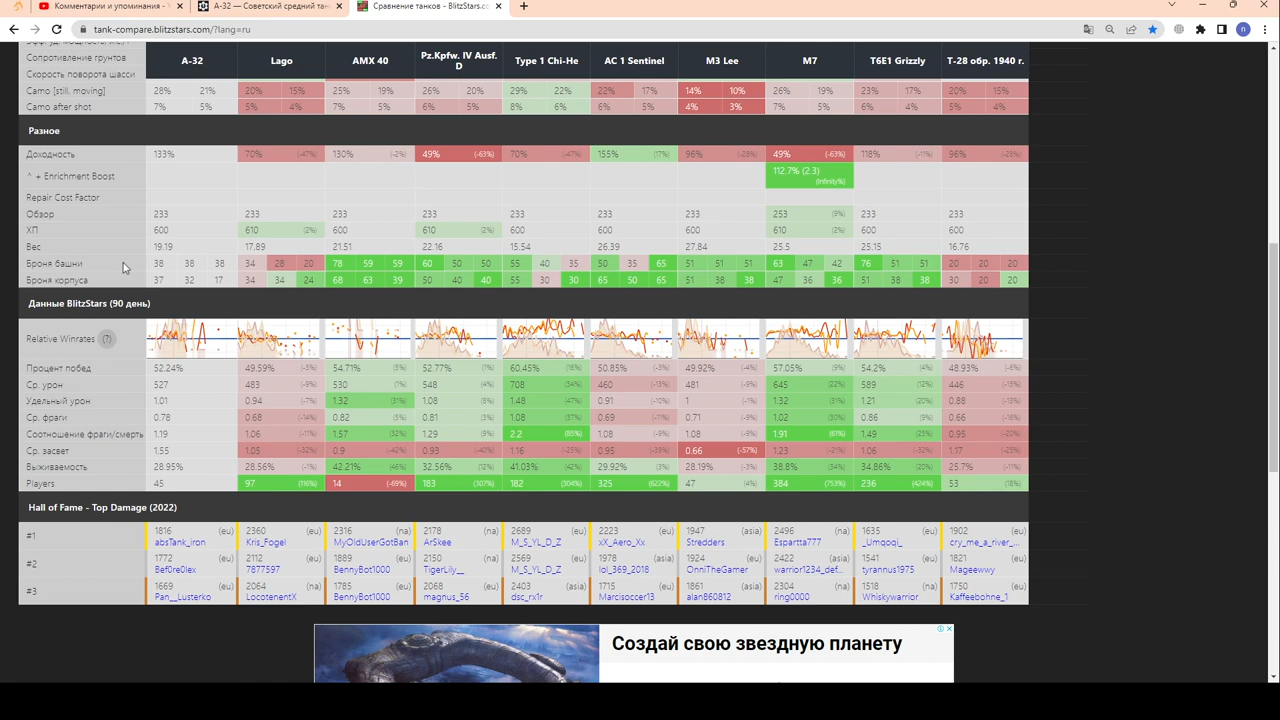 Комментарии и упоминания - Y
А-32 — Советский средний тан
Сравнение танков - BlitzStars.co
tank-compare.blitzstars.com/?lang=ru
Сопротивление грунтов
Скорость поворота шасси
А-32 Lago AMX 40 Pz.Kpfw. IV Ausf. D Type 1 Chi-He AC 1 Sentinel M3 Lee M7 T6E1 Grizzly Т-28 обр. 1940 г.
Camo [still, moving] 28% 21% 20% 15% 25% 19% 26% 20% 29% 22% 22% 17% 14% 10% 26% 19% 23% 17% 20% 15%
Camo after shot 7% 5% 5% 4% 7% 5% 6% 5% 8% 6% 6% 5% 4% 3% 7% 5% 6% 5% 5% 4%
Разное
Доходность 133% 70% (-47%) 130% (-2%) 49% (-63%) 70% (-47%) 155% (17%) 96% (-28%) 49% (-63%) 118% (-11%) 96% (-28%)
^ + Enrichment Boost 112.7% (2.3) (Infinity%)
Repair Cost Factor
Обзор 233 233 233 233 233 233 233 253 (9%) 233 233
ХП 600 610 (2%) 600 610 (2%) 600 600 600 610 (2%) 600 600
Вес 19.19 17.89 21.51 22.16 15.54 26.39 27.84 25.5 25.15 16.76
Броня башни 38 38 38 34 28 20 78 59 59 60 50 50 55 40 35 50 35 65 51 51 51 63 47 42 76 51 51 20 20 20
Броня корпуса 37 32 17 34 34 24 68 63 39 50 40 40 55 30 30 65 50 65 51 38 38 47 36 36 51 38 38 30 20 20
Данные BlitzStars (90 день)
Relative Winrates (?)
Процент побед 52.24% 49.59% (-5%) 54.71% (5%) 52.77% (1%) 60.45% (16%) 50.85% (-3%) 49.92% (-4%) 57.05% (9%) 54.2% (4%) 48.93% (-6%)
Ср. урон 527 483 (-9%) 530 (1%) 548 (4%) 708 (34%) 460 (-13%) 481 (-9%) 645 (22%) 589 (12%) 446 (-15%)
Удельный урон 1.01 0.94 (-7%) 1.32 (31%) 1.08 (8%) 1.48 (47%) 0.91 (-10%) 1 (-1%) 1.32 (31%) 1.21 (20%) 0.88 (-13%)
Ср. фраги 0.78 0.68 (-14%) 0.82 (5%) 0.81 (3%) 1.08 (37%) 0.69 (-11%) 0.71 (-9%) 1.02 (30%) 0.86 (9%) 0.66 (-16%)
Соотношение фраги/смерть 1.19 1.06 (-11%) 1.57 (32%) 1.29 (9%) 2.2 (85%) 1.08 (-9%) 1.08 (-9%) 1.91 (61%) 1.49 (25%) 0.95 (-20%)
Ср. засвет 1.55 1.05 (-32%) 0.9 (-42%) 0.93 (-40%) 1.16 (-25%) 0.95 (-39%) 0.66 (-57%) 1.23 (-21%) 1.06 (-32%) 1.17 (-25%)
Выживаемость 28.95% 28.56% (-1%) 42.21% (46%) 32.56% (12%) 41.03% (42%) 29.92% (3%) 28.19% (-3%) 38.8% (34%) 34.86% (20%) 25.7% (-11%)
Players 45 97 (116%) 14 (-69%) 183 (307%) 182 (304%) 325 (622%) 47 (4%) 384 (753%) 236 (424%) 53 (18%)
Hall of Fame - Top Damage (2022)
#1 1816 (eu) 2360 (eu) 2316 (na) 2178 (na) 2689 (eu) 2223 (eu) 1947 (asia) 2496 (na) 1635 (eu) 1902 (eu)
absTank_iron Kris_Fogel MyOldUserGotBan ArSkee M_S_YL_D_Z xX_Aero_Xx Stredders Espartta777 _Umqoqi_ cry_me_a_river_...
#2 1772 (eu) 2112 (eu) 1889 (na) 2150 (na) 2569 (eu) 1978 (asia) 1924 (eu) 2422 (asia) 1541 (eu) 1821 (eu)
Bef0re0lex 7877597 BennyBot1000 TigerLily__ M_S_YL_D_Z lol_369_2018 OnniTheGamer warrior1234_def... tyrannus1975 Mageewwy
#3 1669 (eu) 2064 (na) 1785 (na) 2068 (eu) 2403 (asia) 1715 (eu) 1861 (asia) 2304 (na) 1518 (na) 1750 (eu)
Pan__Lusterko LocotenentX BennyBot1000 magnus_56 dsc_rx1r Marcisoccer13 alan860812 ring0000 Whiskywarrior Kaffeebohne_1
Создай свою звездную планету